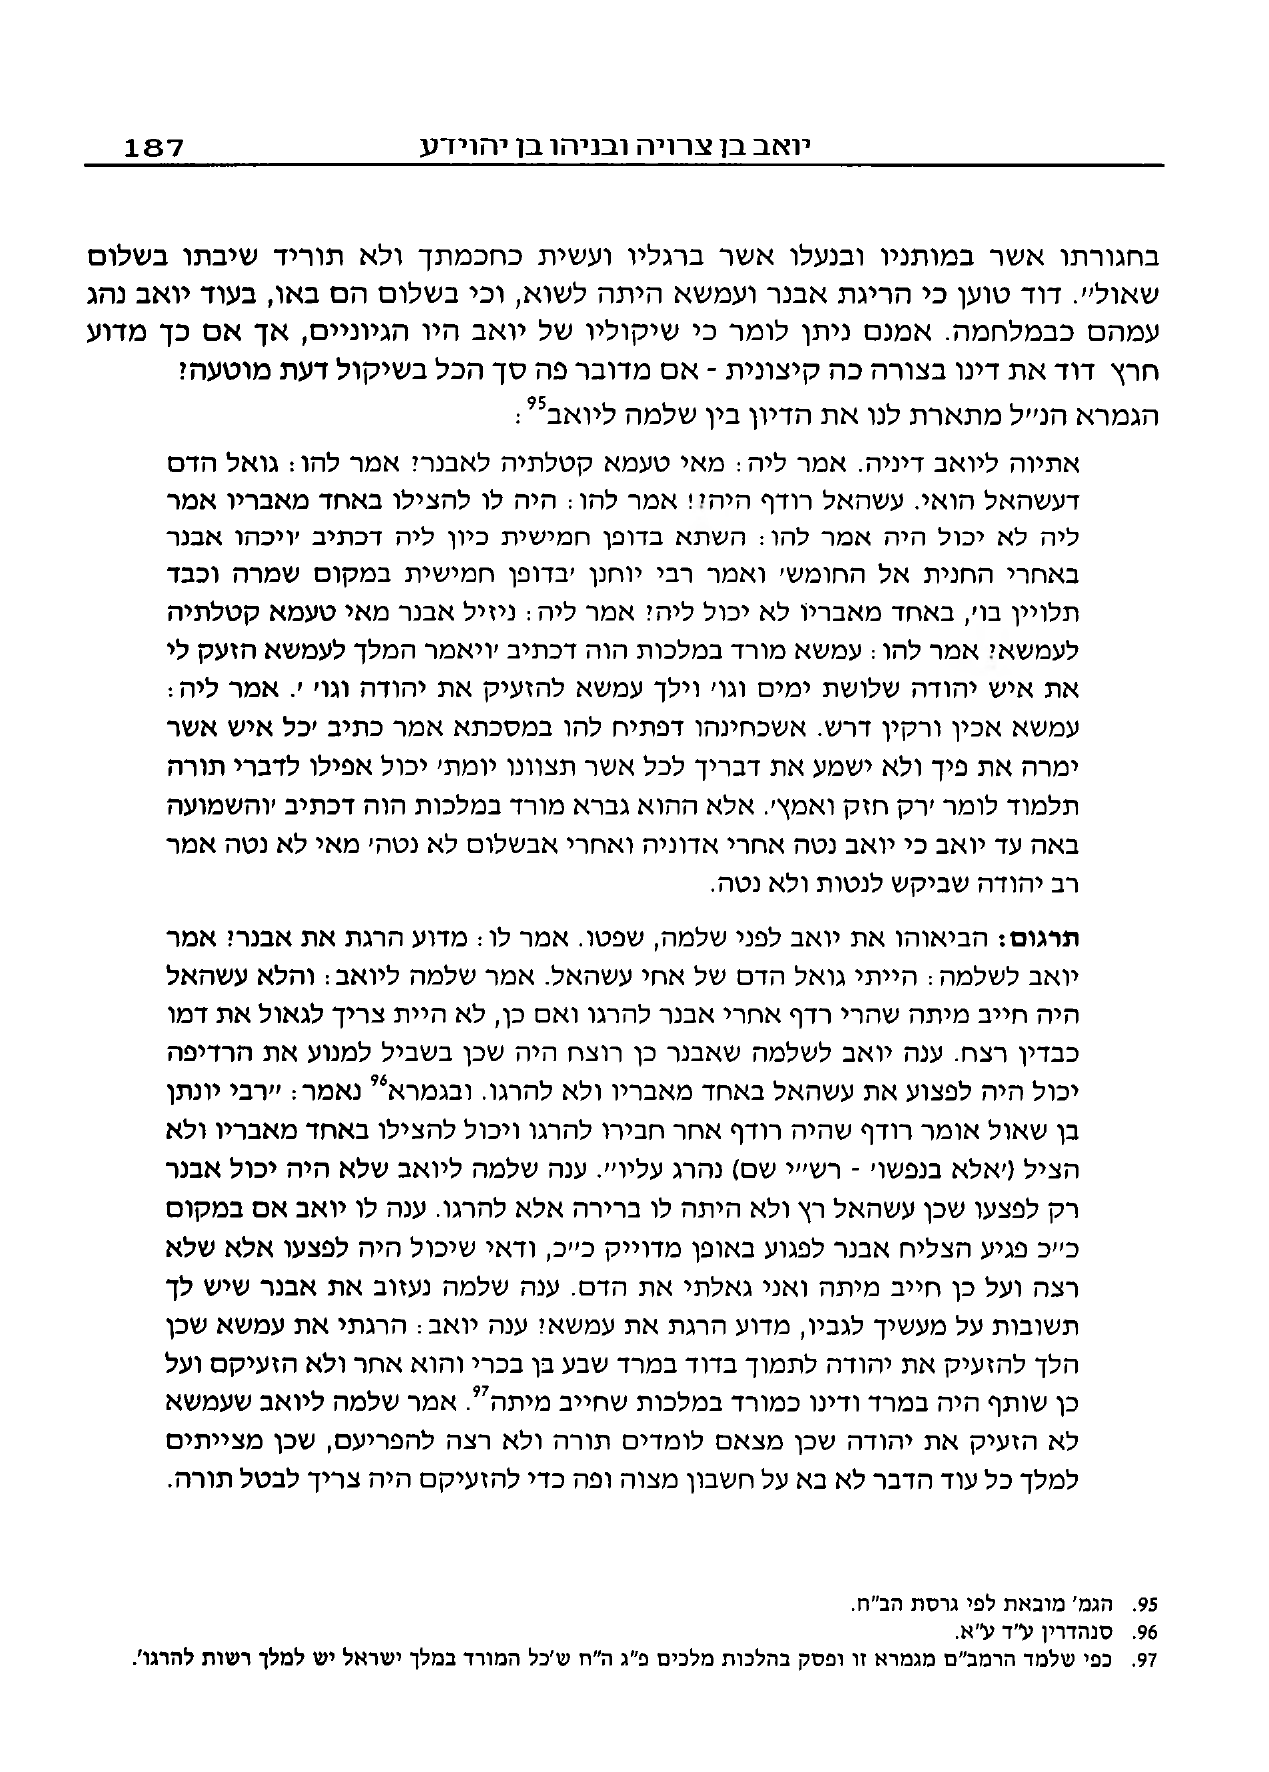 יואב בן צרויה ובניהו בן יהוידע 187
בחגורתו אשר במותניו ובנעלו אשר ברגליו ועשית כחכמתך ולא תוריד שיבתו בשלום
שאול״. דוד טוען כי הריגת אבנר ועמשא היתה לשוא, וכי בשלום הם באו, בעוד יואב נהג
עמהם כבמלחמה. אמנם ניתן לומר כי שיקוליו של יואב היו הגיוניים, אך אם כך מדוע
חרץ דוד את דינו בצורה כה קיצונית - אם מדובר פה סך הכל בשיקול דעת מוטעה?
הגמרא הנ״ל מתארת לנו את הדיון בין שלמה ליואב95:
אתיוה ליואב דיניה. אמר ליה: מאי טעמא קטלתיה לאבנר? אמר להו: גואל הדם
דעשהאל הואי. עשהאל רודף היה?! אמר להו: היה לו להצילו באחד מאבריו אמר
ליה לא יכול היה אמר להו: השתא בדופן חמישית כיון ליה דכתיב ׳ויכהו אבנר
באחרי החנית אל החומש׳ ואמר רבי יוחנן ׳בדופן חמישית במקום שמרה וכבד
תלויין בו׳, באחד מאבריו לא יכול ליה? אמר ליה: ניזיל אבנר מאי טעמא קטלתיה
לעמשא? אמר להו: עמשא מורד במלכות הוה דכתיב ׳ויאמר המלך לעמשא הזעק לי
את איש יהודה שלושת ימים וגו׳ וילך עמשא להזעיק את יהודה וגו׳ ׳. אמר ליה:
עמשא אכין ורקין דרש. אשכחינהו דפתיח להו במסכתא אמר כתיב ׳כל איש אשר
ימרה את פיך ולא ישמע את דבריך לכל אשר תצוונו יומת׳ יכול אפילו לדברי תורה
תלמוד לומר ׳רק חזק ואמץ׳. אלא ההוא גברא מורד במלכות הוה דכתיב ׳והשמועה
באה עד יואב כי יואב נטה אחרי אדוניה ואחרי אבשלום לא נטה׳ מאי לא נטה אמר
רב יהודה שביקש לנטות ולא נטה.
תרגום: הביאוהו את יואב לפני שלמה, שפטו. אמר לו: מדוע הרגת את אבנר? אמר
יואב לשלמה: הייתי גואל הדם של אחי עשהאל. אמר שלמה ליואב: והלא עשהאל
היה חייב מיתה שהרי רדף אחרי אבנר להרגו ואם כן, לא היית צריך לגאול את דמו
כבדין רצח. ענה יואב לשלמה שאבנר כן רוצח היה שכן בשביל למנוע את הרדיפה
יכול היה לפצוע את עשהאל באחד מאבריו ולא להרגו. ובגמרא96 נאמר: ״רבי יונתן
בן שאול אומר רודף שהיה רודף אחר חבירו להרגו ויכול להצילו באחד מאבריו ולא
הציל (׳אלא בנפשו׳ - רש״י שם) נהרג עליו״. ענה שלמה ליואב שלא היה יכול אבנר
רק לפצעו שכן עשהאל רץ ולא היתה לו ברירה אלא להרגו. ענה לו יואב אם במקום
כ״כ פגיע הצליח אבנר לפגוע באופן מדוייק כ״כ, ודאי שיכול היה לפצעו אלא שלא
רצה ועל כן חייב מיתה ואני גאלתי את הדם. ענה שלמה נעזוב את אבנר שיש לך
תשובות על מעשיך לגביו, מדוע הרגת את עמשא? ענה יואב: הרגתי את עמשא שכן
הלך להזעיק את יהודה לתמוך בדוד במרד שבע בן בכרי והוא אחר ולא הזעיקם ועל
כן שותף היה במרד ודינו כמורד במלכות שחייב מיתה97. אמר שלמה ליואב שעמשא
לא הזעיק את יהודה שכן מצאם לומדים תורה ולא רצה להפריעם, שכן מצייתים
למלך כל עוד הדבר לא בא על חשבון מצוה ופה כדי להזעיקם היה צריך לבטל תורה.
95. הגמ׳ מובאת לפי גרסת הב״ח.
96. סנהדרין ע״ד ע״א.
97. כפי שלמד הרמב״ם מגמרא זו ופסק בהלכות מלכים פ״ג ה״ח ש׳כל המורד במלך ישראל יש למלך רשות להרגו׳.